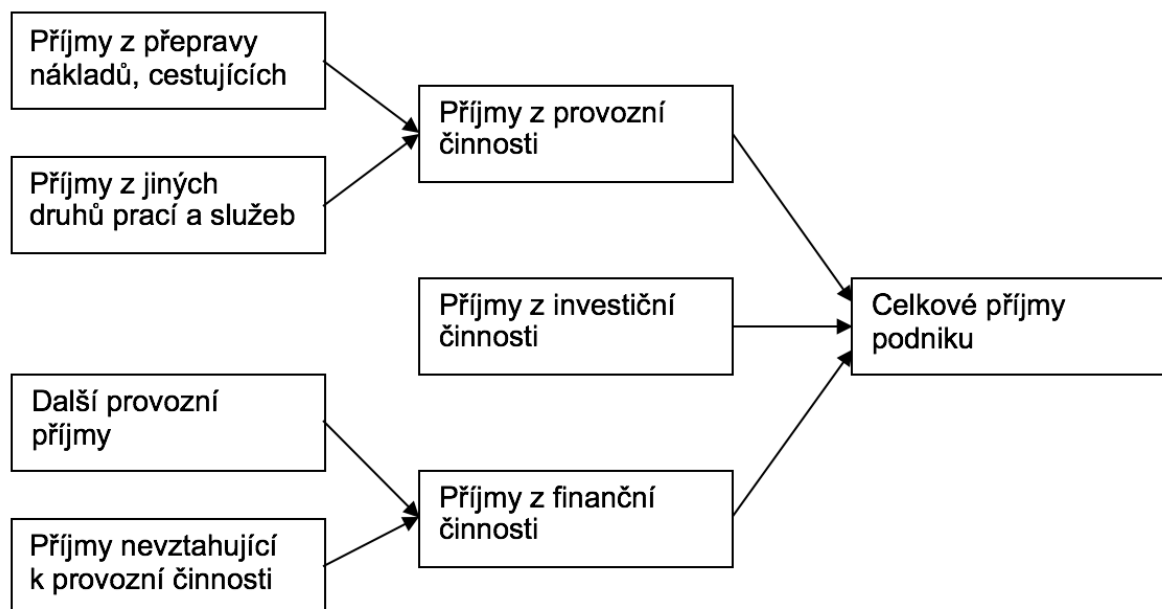 Příjmy z přepravy
nákladů, cestujících
Příjmy z jiných
druhů prací a služeb
Příjmy z provozní
činnosti
Příjmy z investiční
činnosti
Celkové příjmy
podniku
Další provozní
příjmy
Příjmy nevztahující
k provozní činnosti
Příjmy z finanční
činnosti